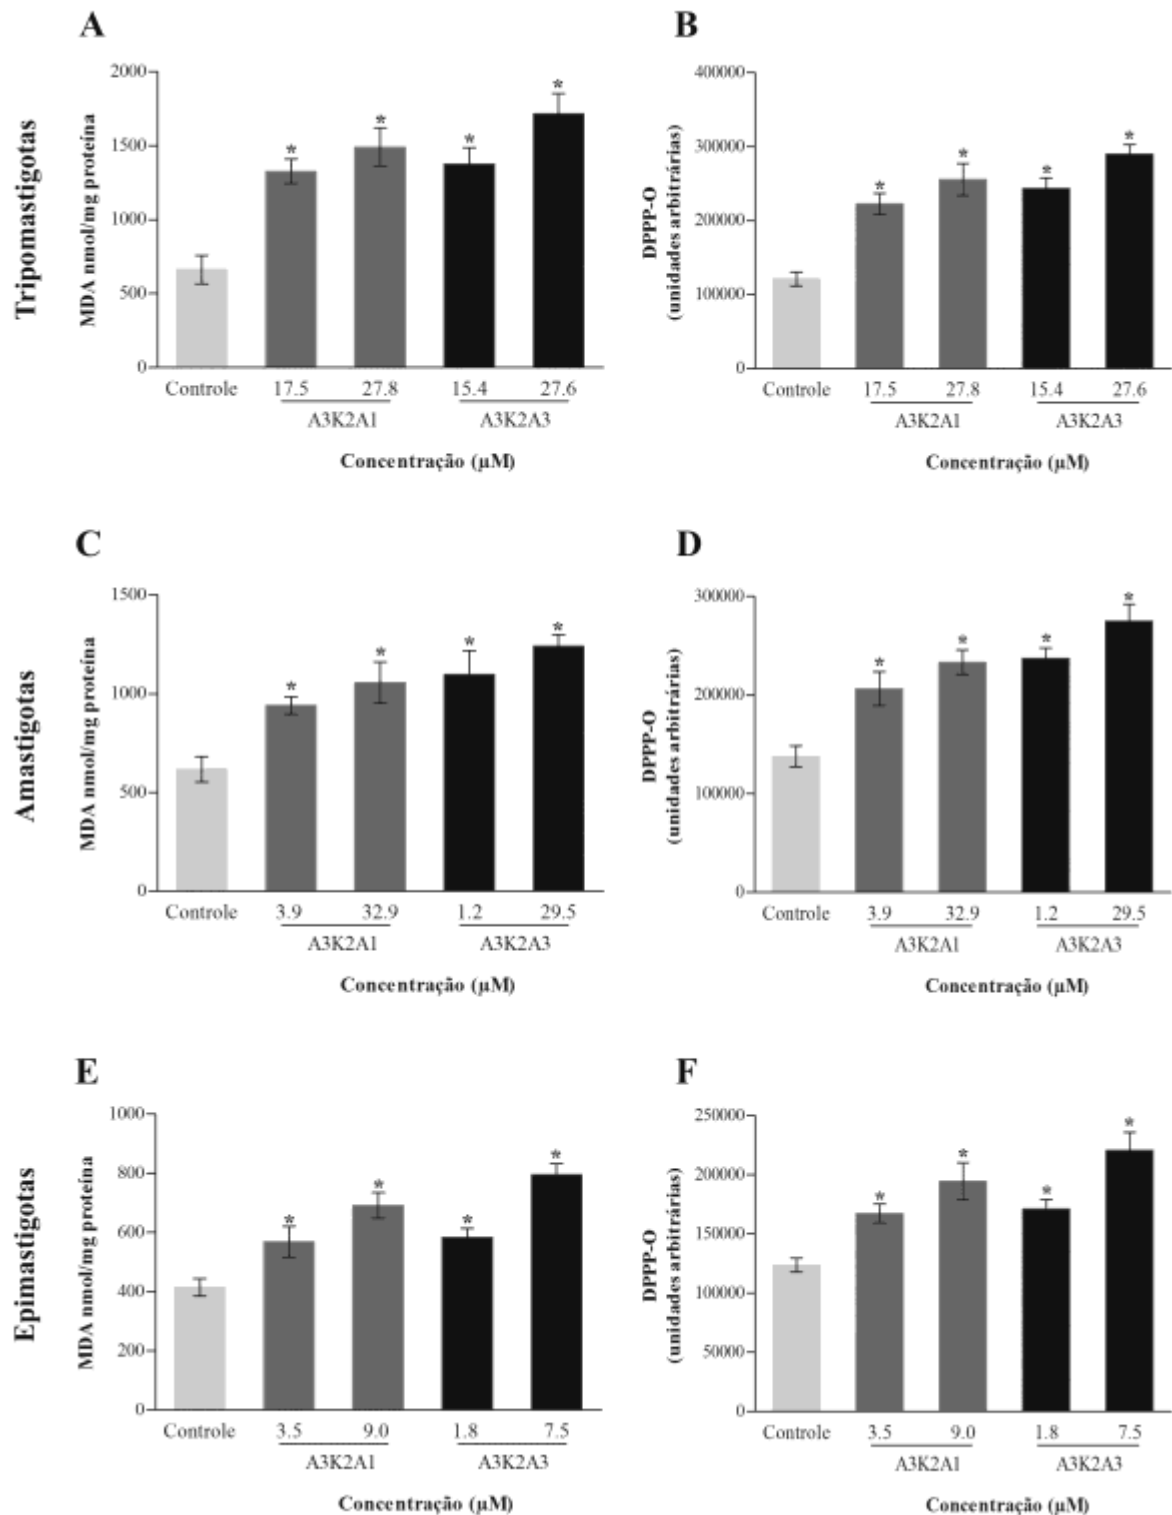 A
Tripomastigotas
MDA nmol/mg proteína
2000
1500
1000
500
0
* * * *
Controle 17.5 27.8 15.4 27.6
A3K2A1 A3K2A3
Concentração (µM)
B
DPPP-O
(unidades arbitrárias)
400000
300000
200000
100000
0
* * * *
17.5 27.8 15.4 27.6
Controle
A3K2A1 A3K2A3
Concentração (µM)
C
Amastigotas
MDA nmol/mg proteína
1500
1000
500
0
* * * *
Controle 3.9 32.9 1.2 29.5
A3K2A1 A3K2A3
Concentração (µM)
D
DPPP-O
(unidades arbitrárias)
300000
200000
100000
0
* * * *
Controle 3.9 32.9 1.2 29.5
A3K2A1 A3K2A3
Concentração (µM)
E
Epimastigotas
MDA nmol/mg proteína
1000
800
600
400
200
0
* * * *
Controle 3.5 9.0 1.8 7.5
A3K2A1 A3K2A3
Concentração (µM)
F
DPPP-O
(unidades arbitrárias)
250000
200000
150000
100000
50000
0
* * * *
Controle 3.5 9.0 1.8 7.5
A3K2A1 A3K2A3
Concentração (µM)